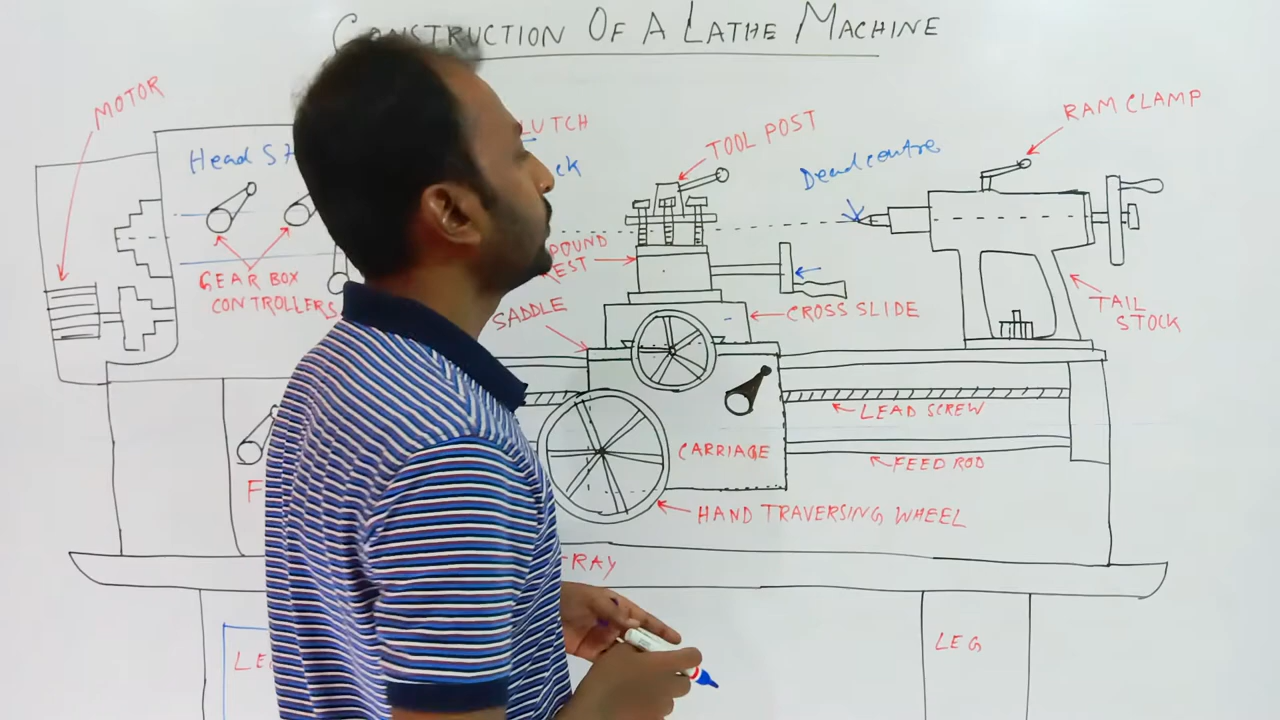 CONSTRUCTION OF A LATHE MACHINE
MOTOR
Head St
LUTCH
ck
TOOL POST
Dead centre
RAM CLAMP
GEAR BOX
CONTROLLERS
POUND
EST
SADDLE
CROSS SLIDE
TAIL
STOCK
LEAD SCREW
CARRIAGE
FEED ROD
F
HAND TRAVERSING WHEEL
RAY
LE
LEG